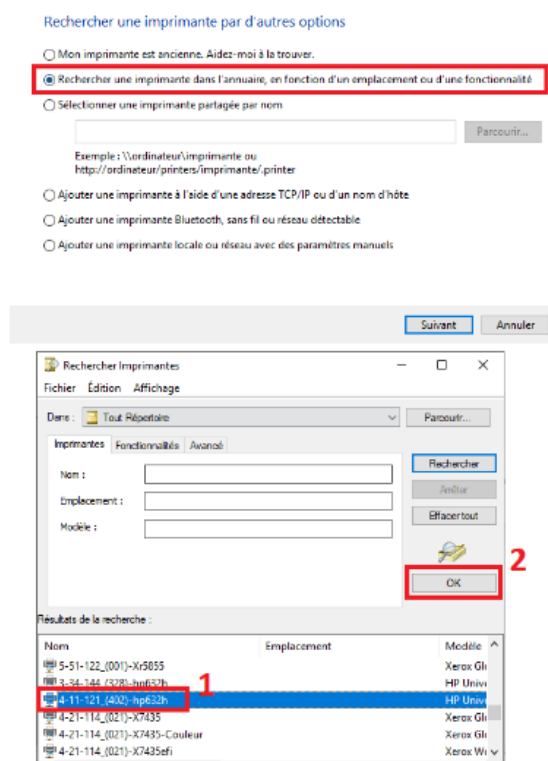 Rechercher une imprimante par d'autres options
Mon imprimante est ancienne. Aidez-moi à la trouver.
Rechercher une imprimante dans l'annuaire, en fonction d'un emplacement ou d'une fonctionnalité
Sélectionner une imprimante partagée par nom
Parcourir...
Exemple : \\ordinateur\imprimante ou
http://ordinateur/printers/imprimante/.printer
Ajouter une imprimante à l'aide d'une adresse TCP/IP ou d'un nom d'hôte
Ajouter une imprimante Bluetooth, sans fil ou réseau détectable
Ajouter une imprimante locale ou réseau avec des paramètres manuels
Suivant Annuler
Rechercher Imprimantes
Fichier Édition Affichage
Dans : Tout Répertoire Parcourir...
Imprimantes Fonctionnalités Avancé
Rechercher
Nom :
Arrêter
Emplacement :
Effacer tout
Modèle :
2
OK
Résultats de la recherche :
Nom Emplacement Modèle
5-51-122_(001)-Xr5855 Xerox Glo
3-34-144_(328)-hp632h HP Unive
1
4-11-121_(402)-hp632h HP Unive
4-21-114_(021)-X7435 Xerox Glo
4-21-114_(021)-X7435-Couleur Xerox Glo
4-21-114_(021)-X7435efi Xerox W